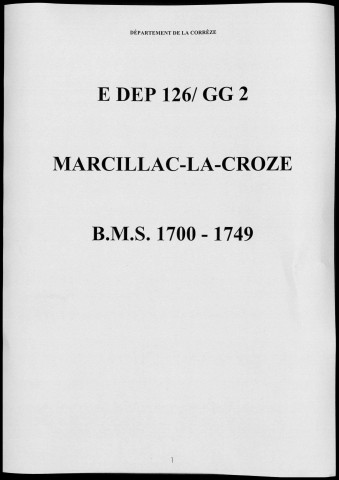 DÉPARTEMENT DE LA CORRÈZE
E DEP 126/ GG 2
MARCILLAC-LA-CROZE
B.M.S. 1700 - 1749
1